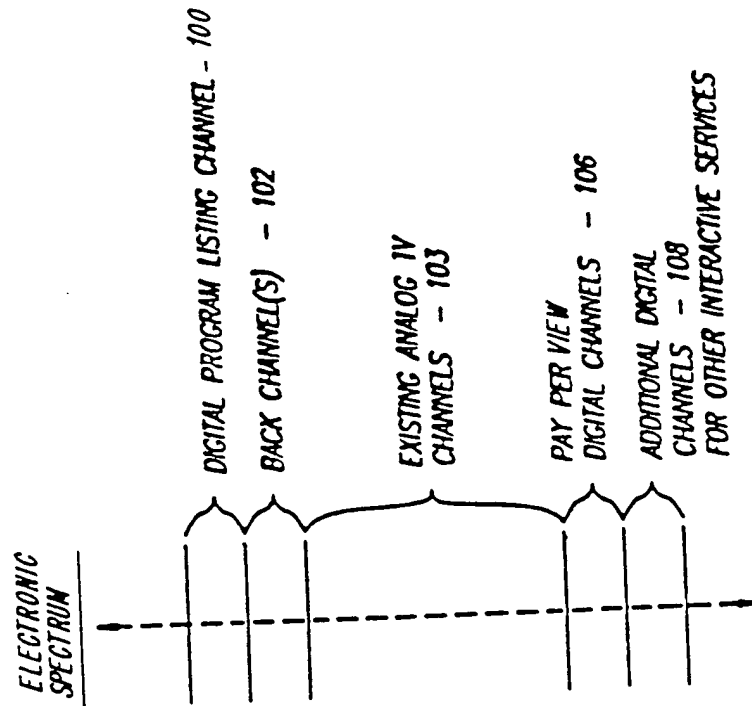 ELECTRONIC
SPECTRUM
DIGITAL PROGRAM LISTING CHANNEL - 100
BACK CHANNEL(S) - 102
EXISTING ANALOG TV
CHANNELS - 103
PAY PER VIEW
DIGITAL CHANNELS - 106
ADDITIONAL DIGITAL
CHANNELS - 108
FOR OTHER INTERACTIVE SERVICES